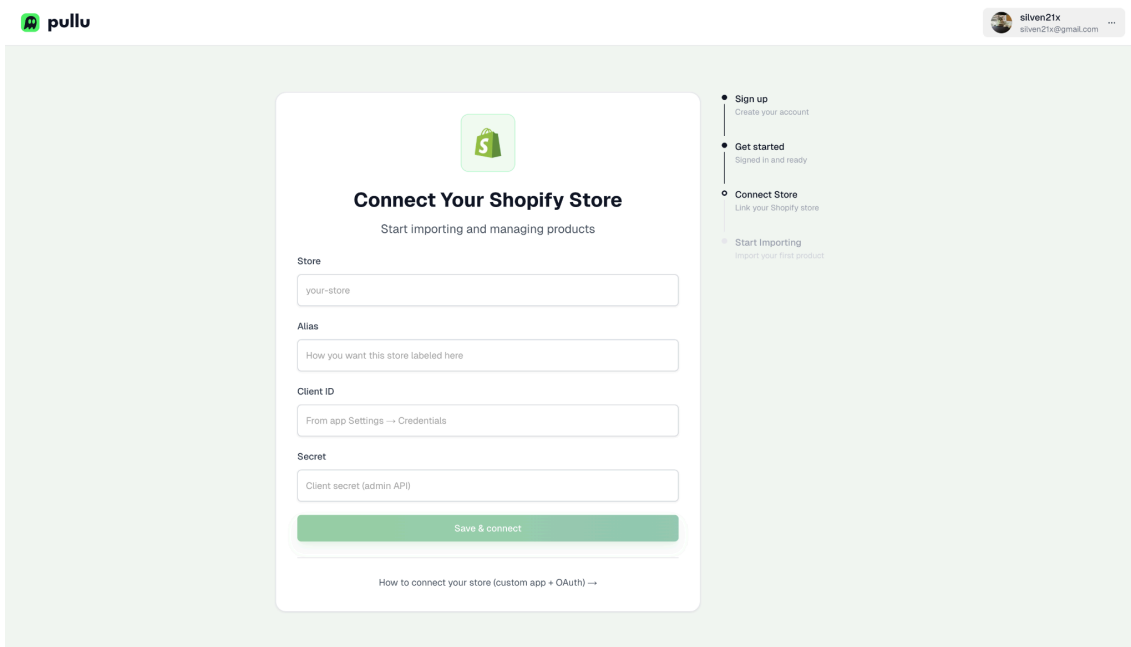 pullu
silven21x
silven21x@gmail.com
...
Connect Your Shopify Store
Start importing and managing products
Store
your-store
Alias
How you want this store labeled here
Client ID
From app Settings → Credentials
Secret
Client secret (admin API)
Save & connect
How to connect your store (custom app + OAuth) →
Sign up
Create your account
Get started
Signed in and ready
Connect Store
Link your Shopify store
Start Importing
Import your first product